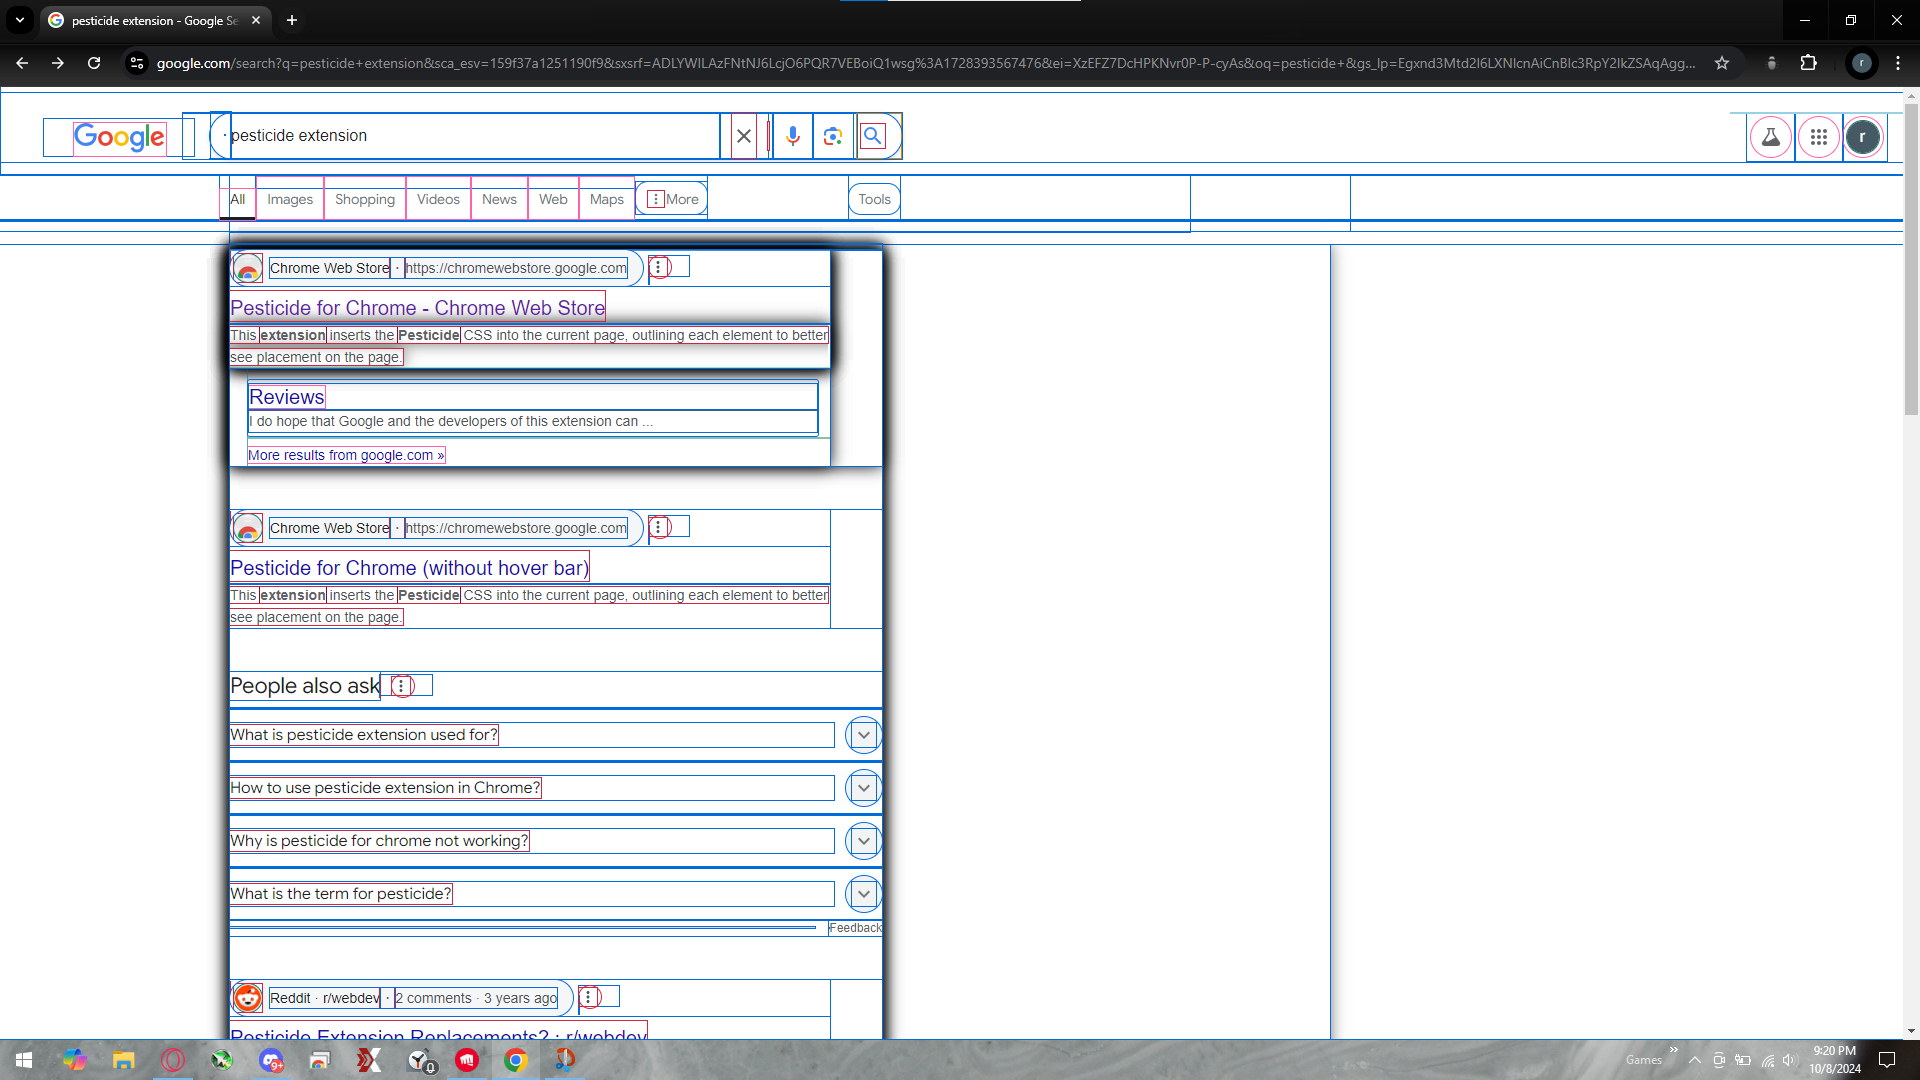 pesticide extension - Google Se
google.com/search?q=pesticide+extension&sca_esv=159f37a1251190f9&sxsrf=ADLYWILAzFNtNJ6LcjO6PQR7VEBoiQ1wsg%3A1728393567476&ei=XzEFZ7DcHPKNvr0P-P-cyAs&oq=pesticide+&gs_lp=Egxnd3Mtd2l6LXNlcnAiCnBlc3RpY2lkZSAqAgg...
r
Google
pesticide extension
r
All Images Shopping Videos News Web Maps More Tools
Chrome Web Store · https://chromewebstore.google.com
Pesticide for Chrome - Chrome Web Store
This extension inserts the Pesticide CSS into the current page, outlining each element to better
see placement on the page.
Reviews
I do hope that Google and the developers of this extension can ...
More results from google.com »
Chrome Web Store · https://chromewebstore.google.com
Pesticide for Chrome (without hover bar)
This extension inserts the Pesticide CSS into the current page, outlining each element to better
see placement on the page.
People also ask
What is pesticide extension used for?
How to use pesticide extension in Chrome?
Why is pesticide for chrome not working?
What is the term for pesticide?
Feedback
Reddit · r/webdev · 2 comments · 3 years ago
Pesticide Extension Replacements? : r/webdev
9+
0
Games
9:20 PM
10/8/2024